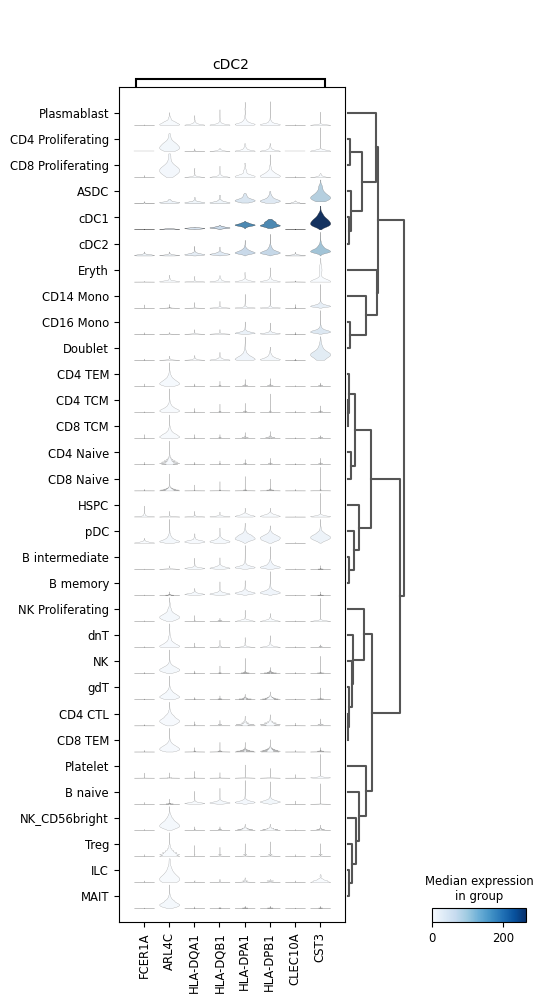 cDC2
Plasmablast
CD4 Proliferating
CD8 Proliferating
ASDC
cDC1
cDC2
Eryth
CD14 Mono
CD16 Mono
Doublet
CD4 TEM
CD4 TCM
CD8 TCM
CD4 Naive
CD8 Naive
HSPC
pDC
B intermediate
B memory
NK Proliferating
dnT
NK
gdT
CD4 CTL
CD8 TEM
Platelet
B naive
NK_CD56bright
Treg
ILC
MAIT
FCER1A
ARL4C
HLA-DQA1
HLA-DQB1
HLA-DPA1
HLA-DPB1
CLEC10A
CST3
Median expression
in group
0 200